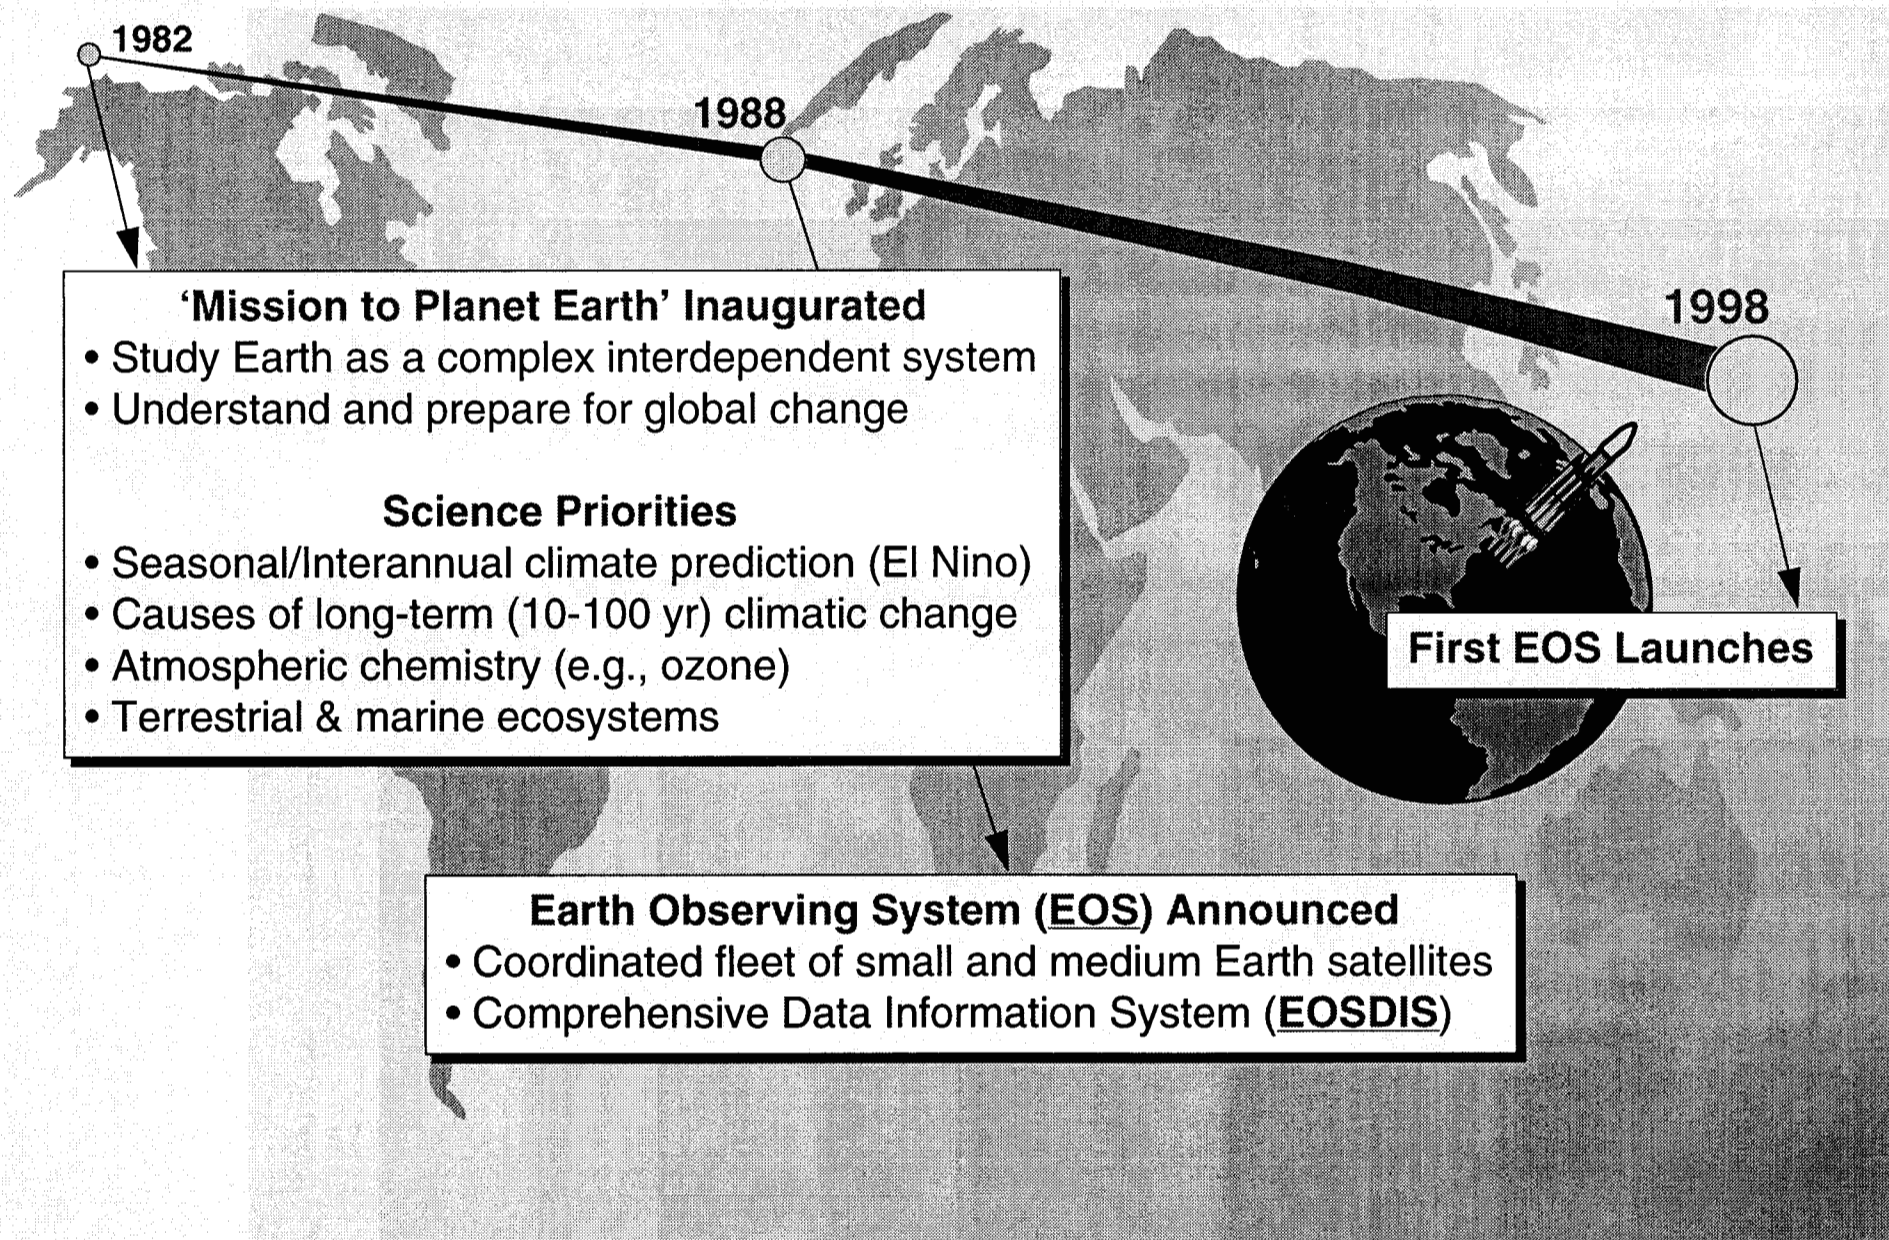 1982
1988
1998
‘Mission to Planet Earth’ Inaugurated
• Study Earth as a complex interdependent system
• Understand and prepare for global change
Science Priorities
• Seasonal/Interannual climate prediction (El Nino)
• Causes of long-term (10-100 yr) climatic change
• Atmospheric chemistry (e.g., ozone)
• Terrestrial & marine ecosystems
First EOS Launches
Earth Observing System (EOS) Announced
• Coordinated fleet of small and medium Earth satellites
• Comprehensive Data Information System (EOSDIS)